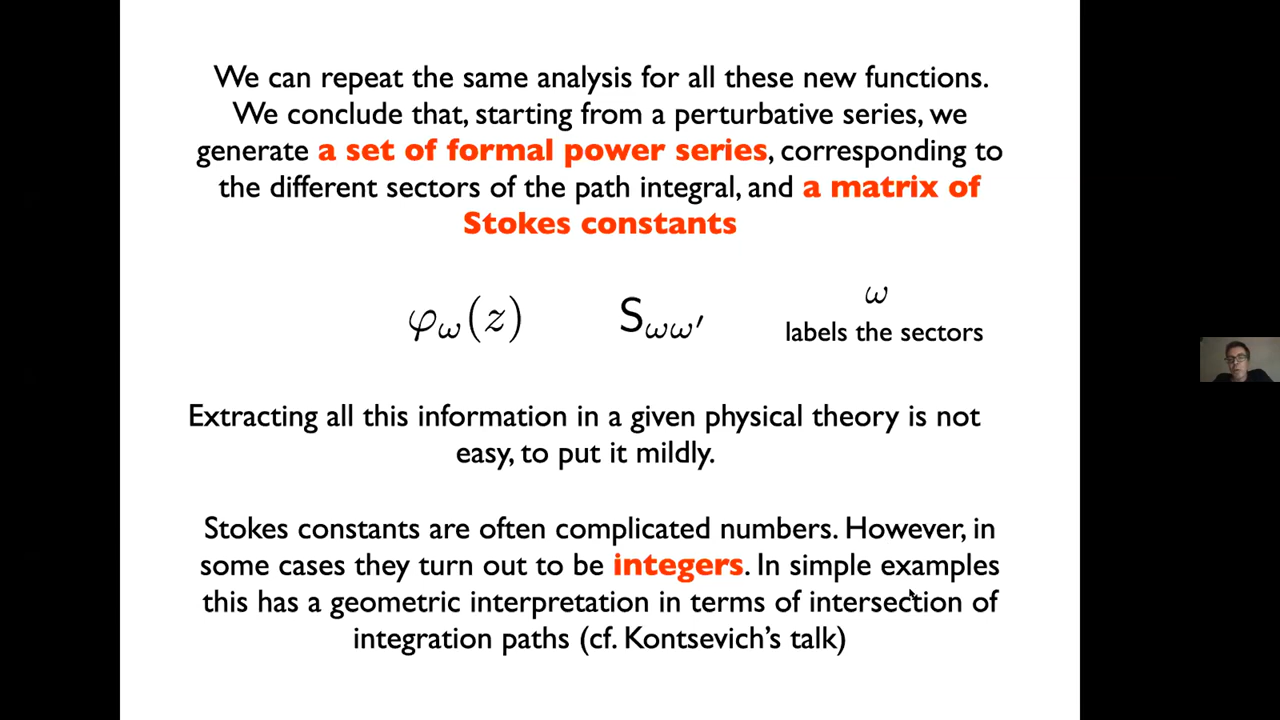 We can repeat the same analysis for all these new functions.
We conclude that, starting from a perturbative series, we
generate a set of formal power series, corresponding to
the different sectors of the path integral, and a matrix of
Stokes constants
φ_ω(z) S_ωω′ ω
labels the sectors
Extracting all this information in a given physical theory is not
easy, to put it mildly.
Stokes constants are often complicated numbers. However, in
some cases they turn out to be integers. In simple examples
this has a geometric interpretation in terms of intersection of
integration paths (cf. Kontsevich’s talk)